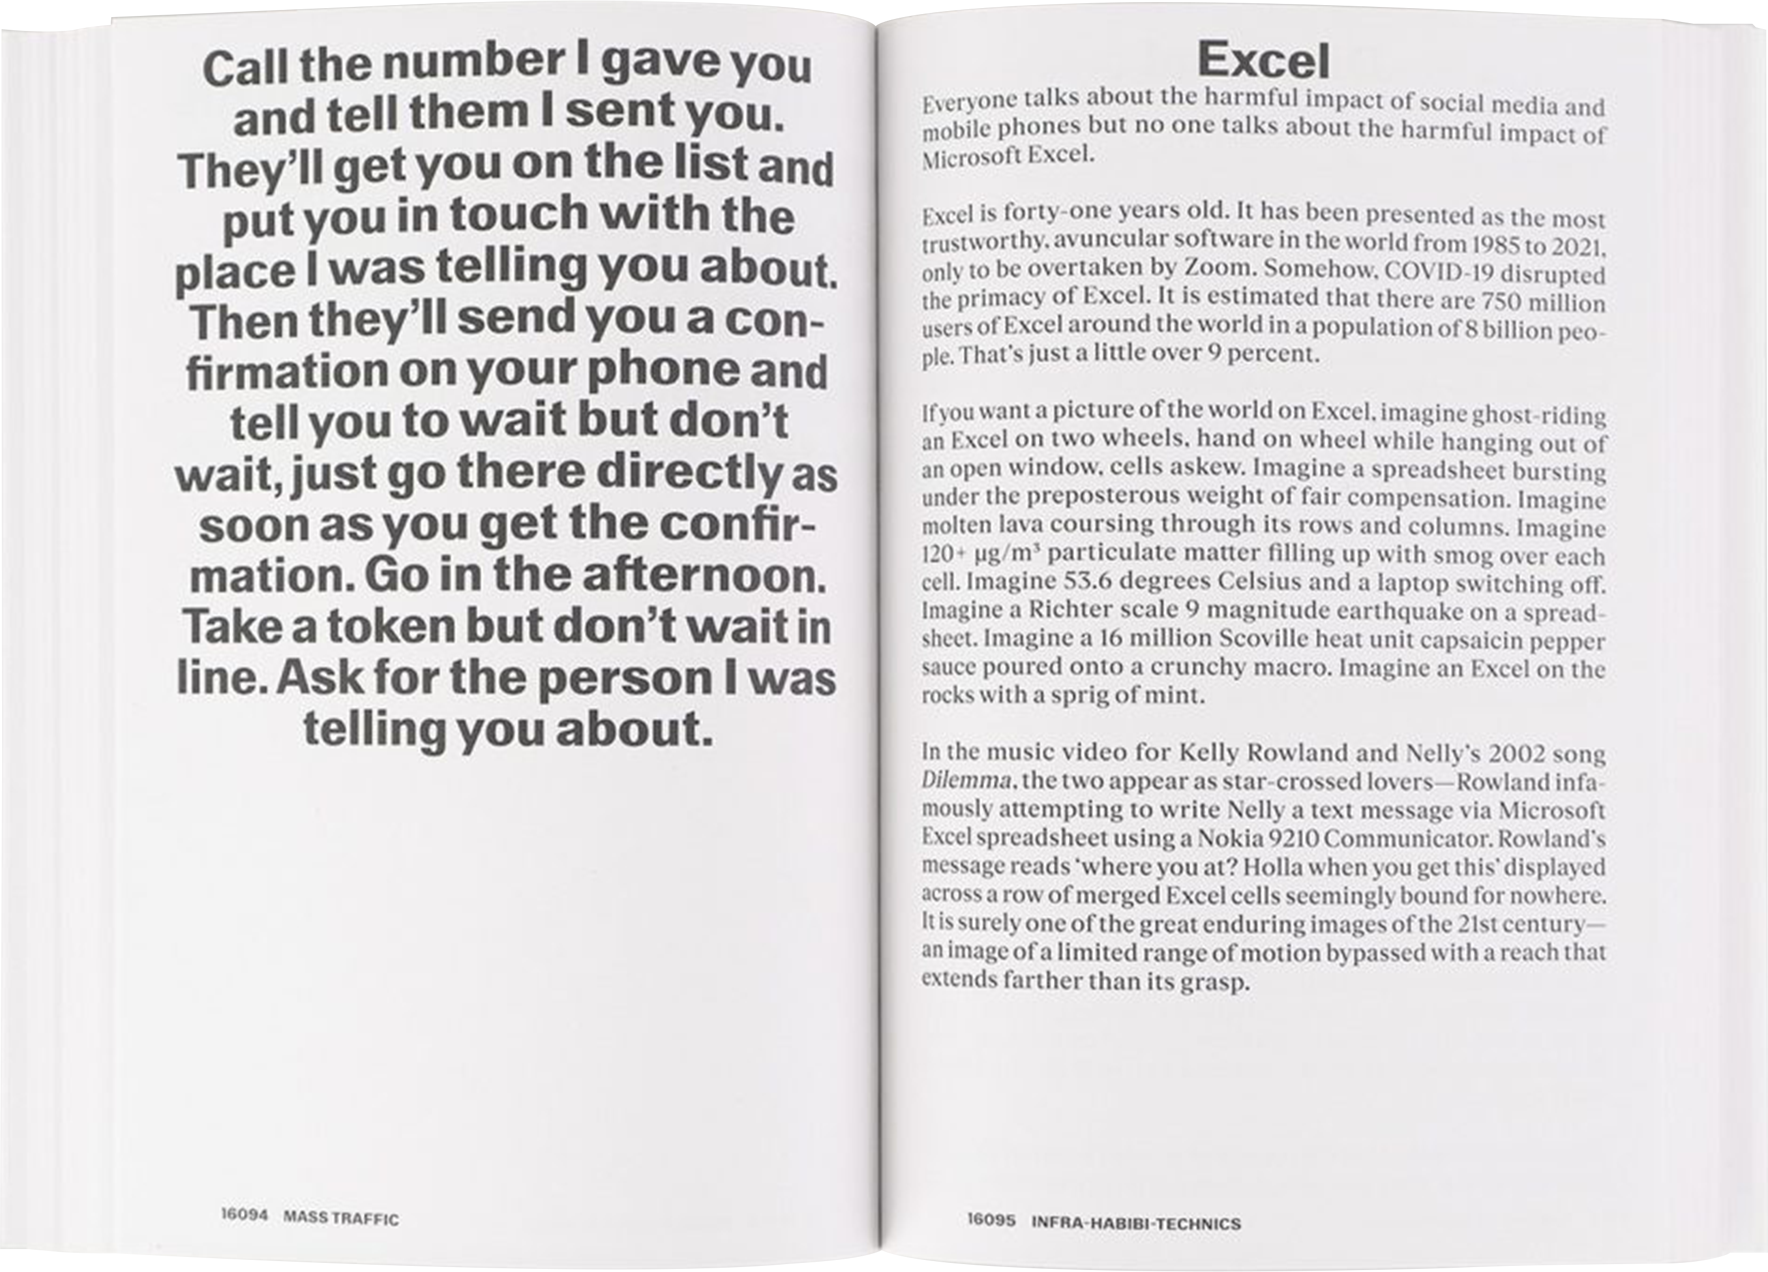 Call the number I gave you
and tell them I sent you.
They’ll get you on the list and
put you in touch with the
place I was telling you about.
Then they’ll send you a con-
firmation on your phone and
tell you to wait but don’t
wait, just go there directly as
soon as you get the confir-
mation. Go in the afternoon.
Take a token but don’t wait in
line. Ask for the person I was
telling you about.
16094 MASS TRAFFIC
Excel
Everyone talks about the harmful impact of social media and
mobile phones but no one talks about the harmful impact of
Microsoft Excel.
Excel is forty-one years old. It has been presented as the most
trustworthy, avuncular software in the world from 1985 to 2021,
only to be overtaken by Zoom. Somehow, COVID-19 disrupted
the primacy of Excel. It is estimated that there are 750 million
users of Excel around the world in a population of 8 billion peo-
ple. That’s just a little over 9 percent.
If you want a picture of the world on Excel, imagine ghost-riding
an Excel on two wheels, hand on wheel while hanging out of
an open window, cells askew. Imagine a spreadsheet bursting
under the preposterous weight of fair compensation. Imagine
molten lava coursing through its rows and columns. Imagine
120+ µg/m³ particulate matter filling up with smog over each
cell. Imagine 53.6 degrees Celsius and a laptop switching off.
Imagine a Richter scale 9 magnitude earthquake on a spread-
sheet. Imagine a 16 million Scoville heat unit capsaicin pepper
sauce poured onto a crunchy macro. Imagine an Excel on the
rocks with a sprig of mint.
In the music video for Kelly Rowland and Nelly’s 2002 song
Dilemma, the two appear as star-crossed lovers—Rowland infa-
mously attempting to write Nelly a text message via Microsoft
Excel spreadsheet using a Nokia 9210 Communicator. Rowland’s
message reads ‘where you at? Holla when you get this’ displayed
across a row of merged Excel cells seemingly bound for nowhere.
It is surely one of the great enduring images of the 21st century—
an image of a limited range of motion bypassed with a reach that
extends farther than its grasp.
16095 INFRA-HABIBI-TECHNICS